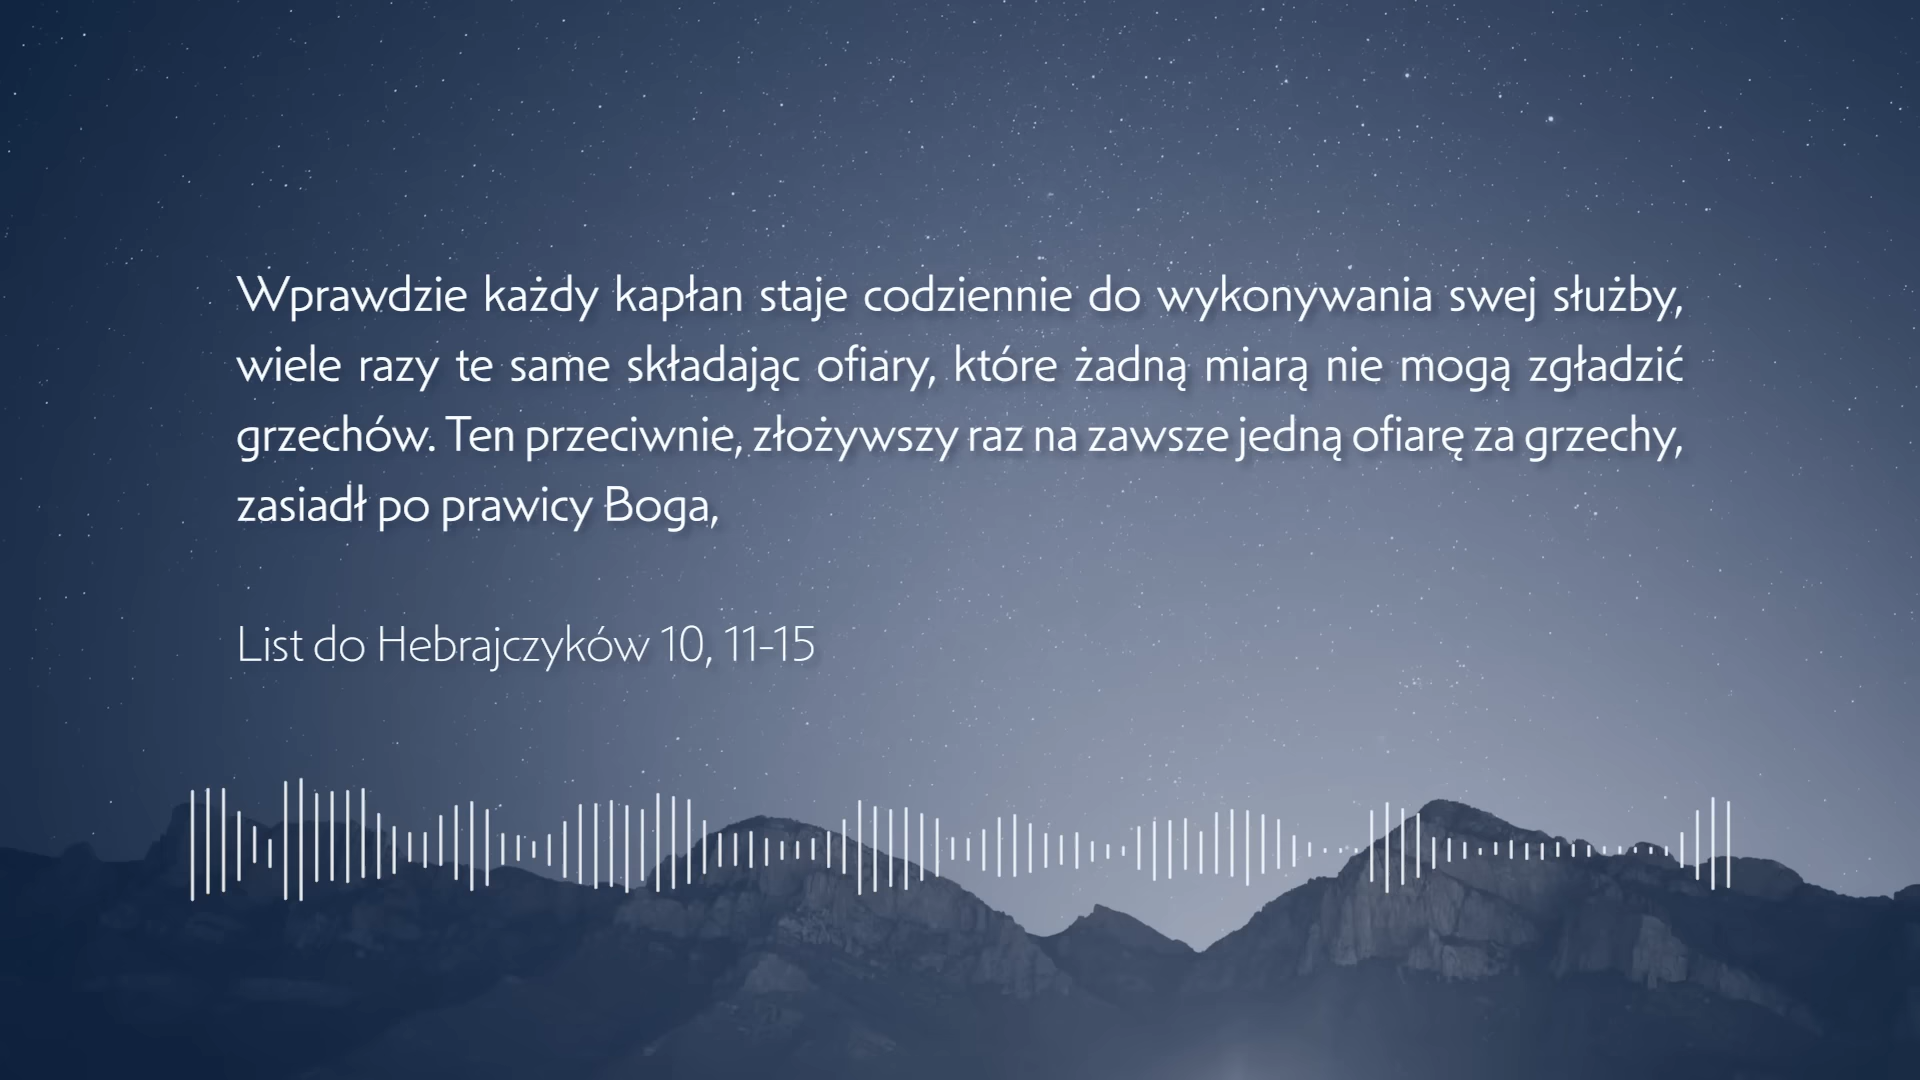 Wprawdzie każdy kapłan staje codziennie do wykonywania swej służby,
wiele razy te same składając ofiary, które żadną miarą nie mogą zgładzić
grzechów. Ten przeciwnie, złożywszy raz na zawsze jedną ofiarę za grzechy,
zasiadł po prawicy Boga,
List do Hebrajczyków 10, 11-15